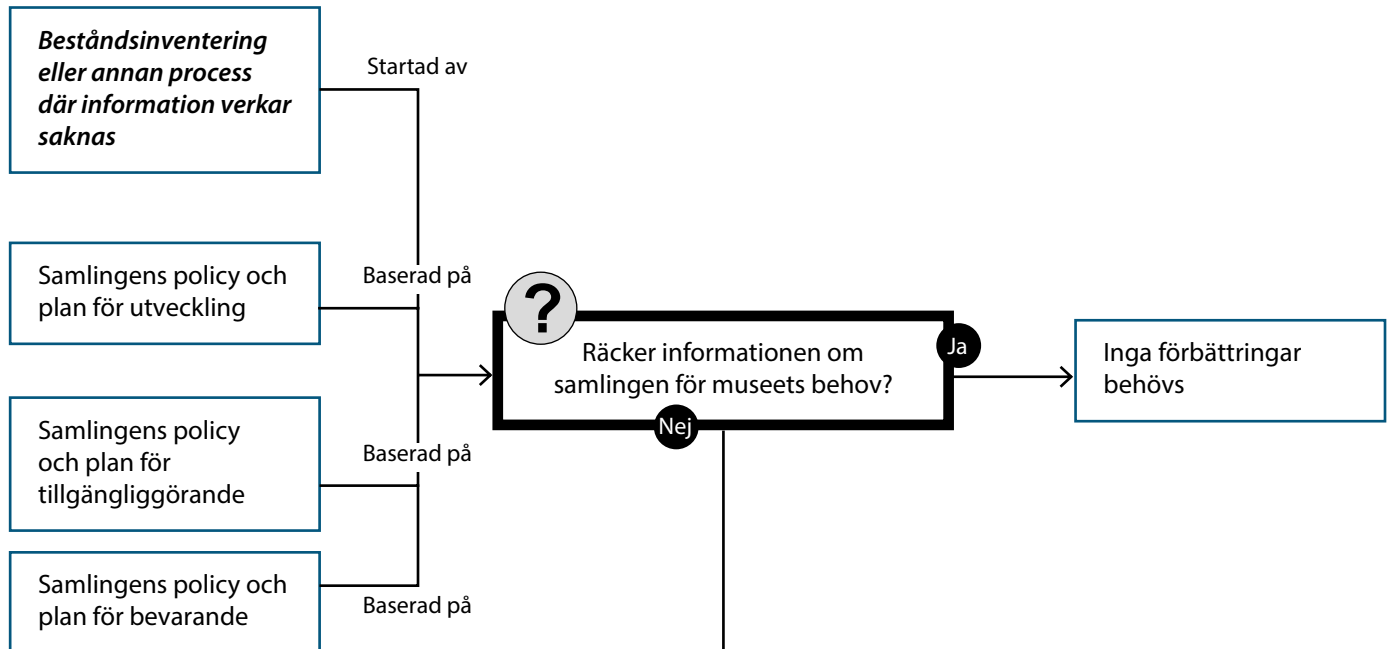 Beståndsinventering
eller annan process
där information verkar
saknas
Startad av
Samlingens policy och
plan för utveckling
Baserad på
?
Räcker informationen om
samlingen för museets behov?
Ja
Nej
Inga förbättringar
behövs
Samlingens policy
och plan för
tillgängliggörande
Baserad på
Samlingens policy och
plan för bevarande
Baserad på